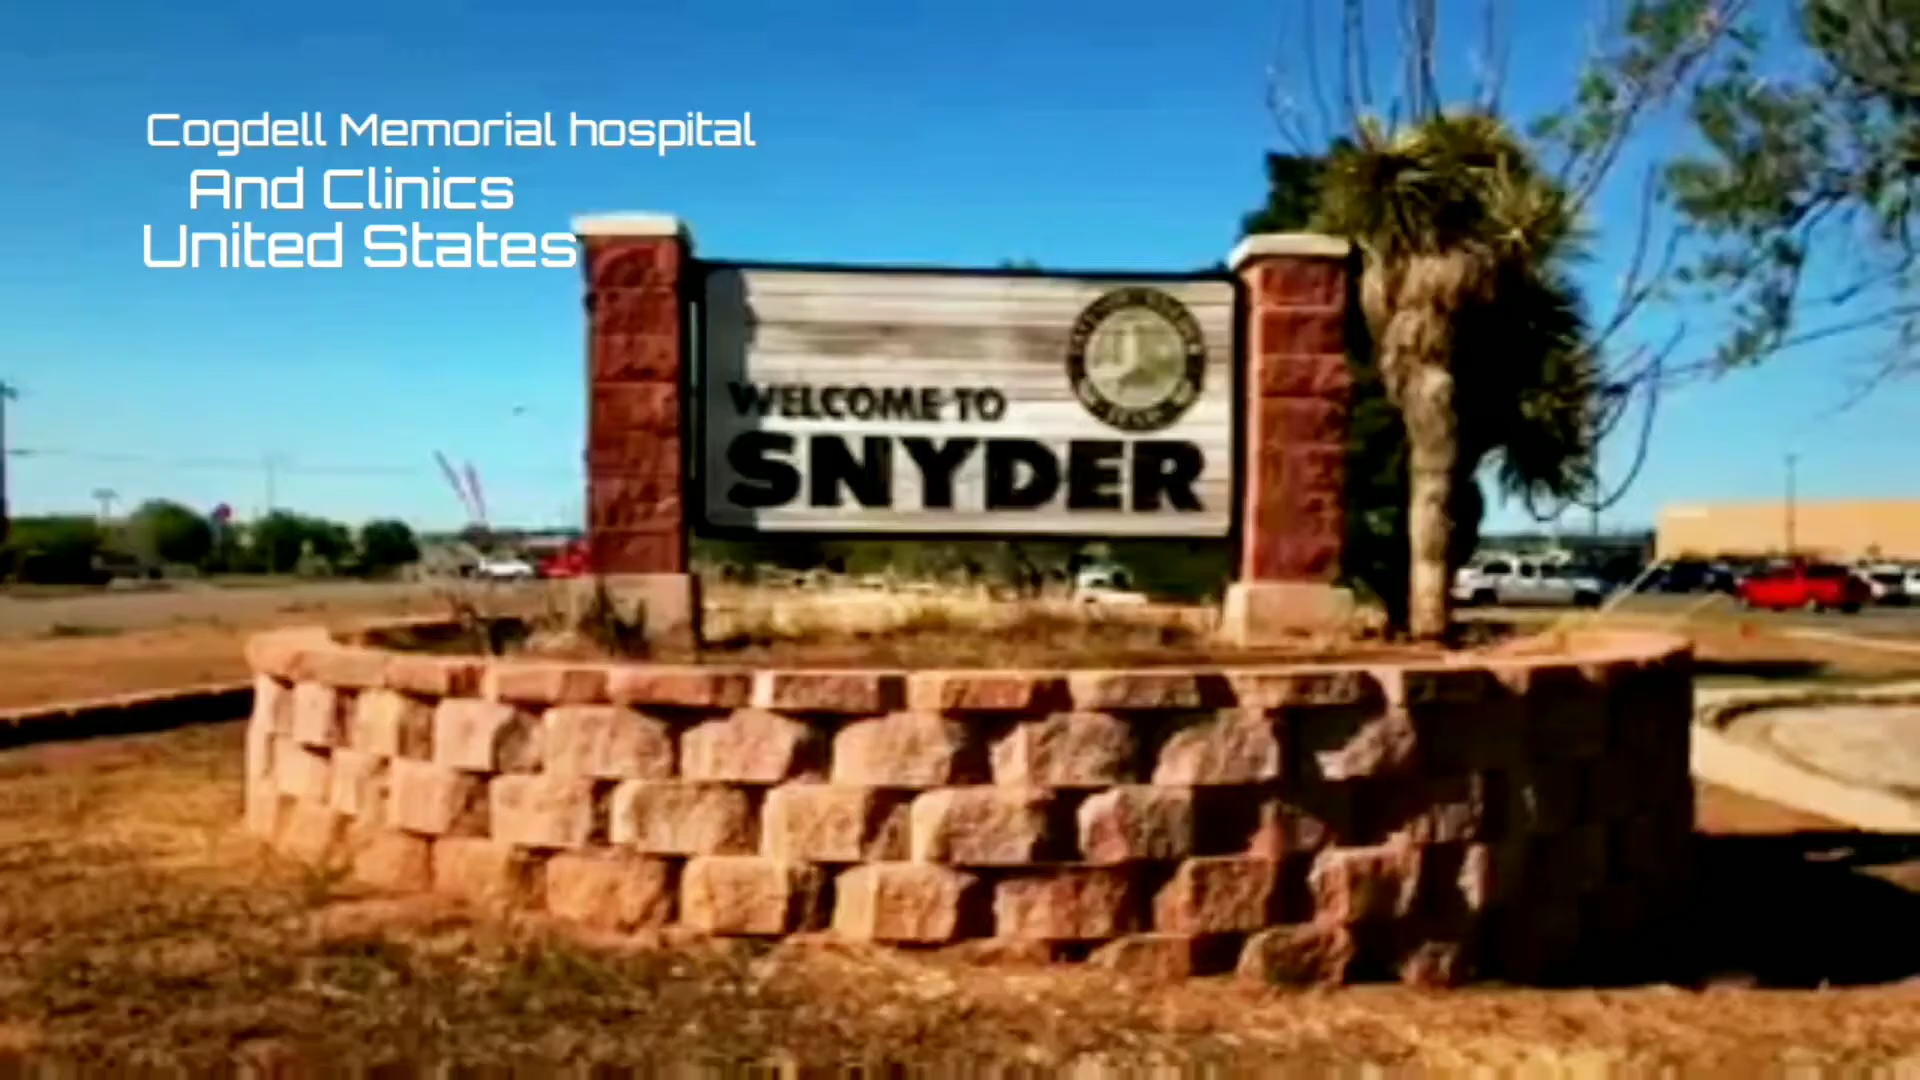 Cogdell Memorial hospital
And Clinics
United States
WELCOME TO
SNYDER